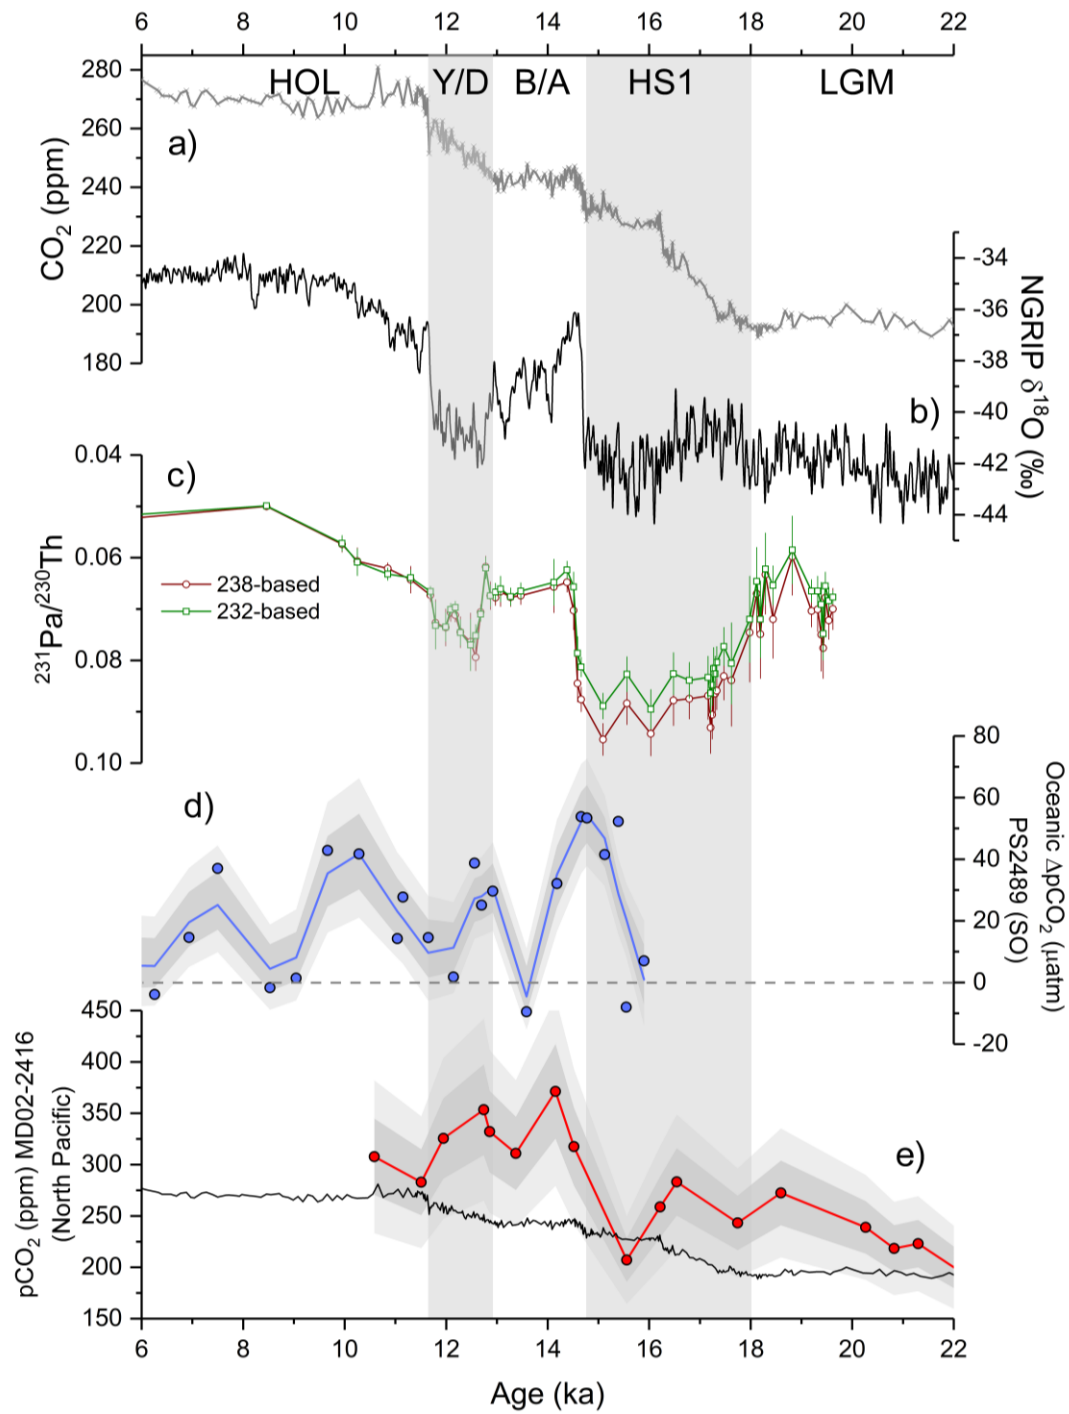 6 8 10 12 14 16 18 20 22
HOL Y/D B/A HS1 LGM
a)
CO2 (ppm)
280
260
240
220
200
180
b)
NGRIP δ18O (‰)
-34
-36
-38
-40
-42
-44
c)
231Pa/230Th
0.04
0.06
0.08
0.10
238-based
232-based
d)
Oceanic ΔpCO2 (μatm)
PS2489 (SO)
80
60
40
20
0
-20
e)
pCO2 (ppm) MD02-2416
(North Pacific)
450
400
350
300
250
200
150
6 8 10 12 14 16 18 20 22
Age (ka)